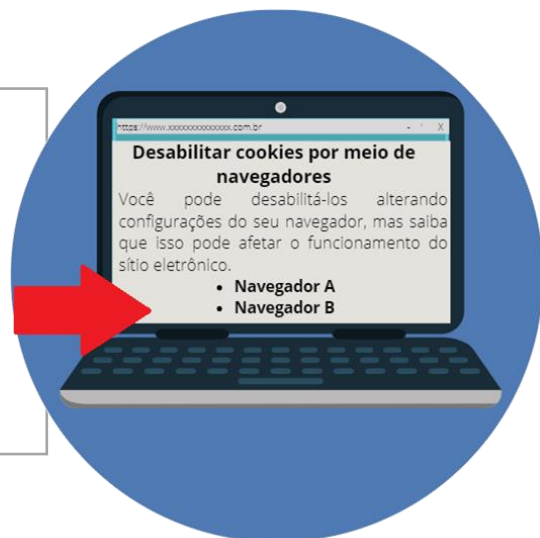 https://www.xxxxxxxxxxxxxx.com.br - ' X
Desabilitar cookies por meio de
navegadores
Você pode desabilitá-los alterando
configurações do seu navegador, mas saiba
que isso pode afetar o funcionamento do
sítio eletrônico.
• Navegador A
• Navegador B